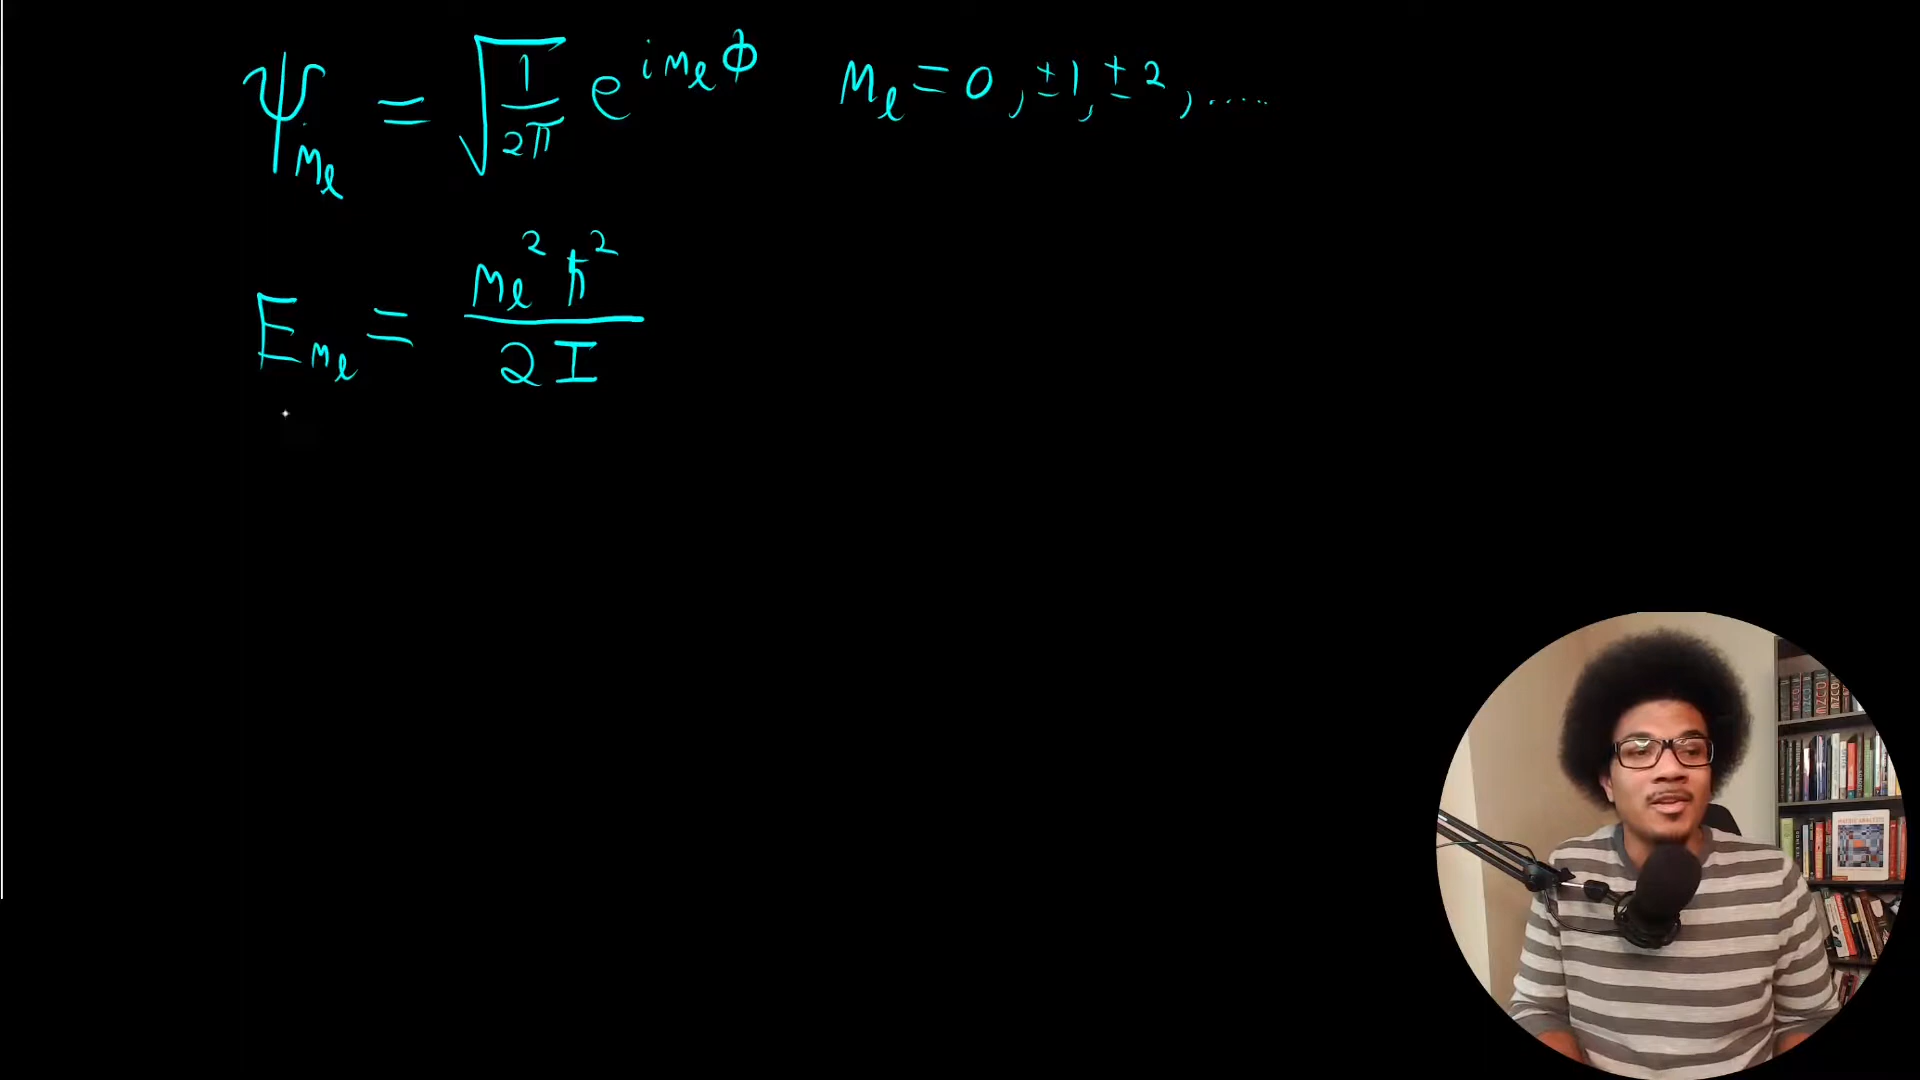 ψ_{m_ℓ} = √(1/2π) e^{i m_ℓ φ} m_ℓ = 0, ±1, ±2, .....
E_{m_ℓ} = m_ℓ² ħ² / 2I